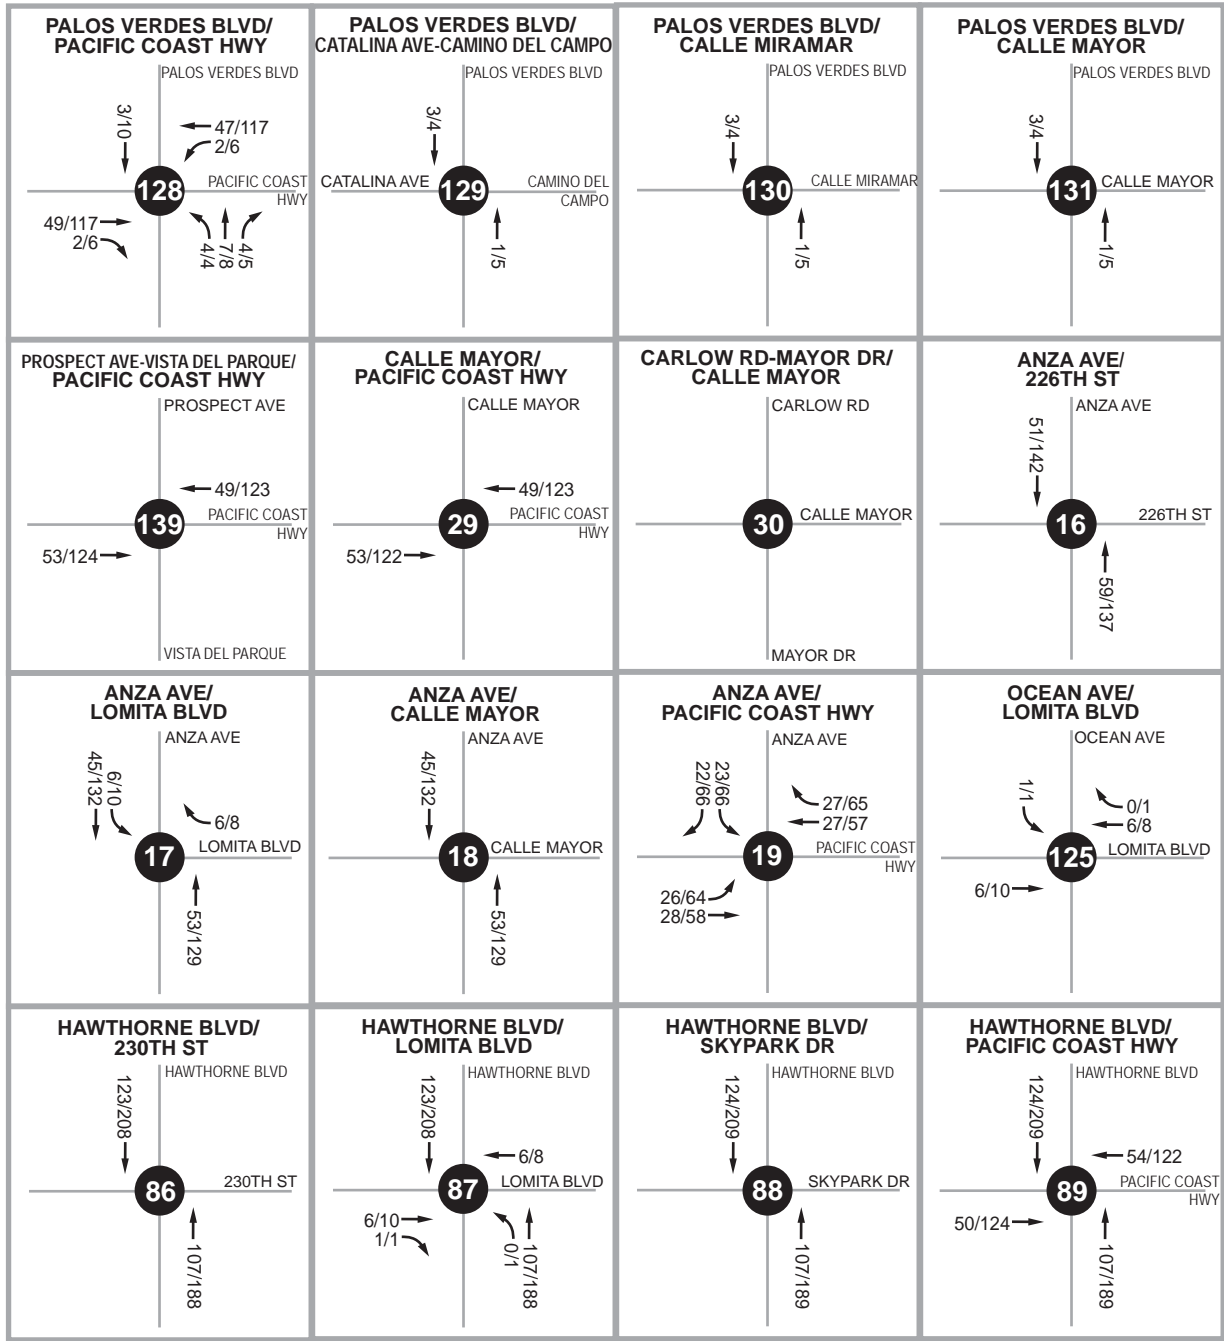 PALOS VERDES BLVD/
PACIFIC COAST HWY
PALOS VERDES BLVD
3/10
47/117
2/6
128
PACIFIC COAST
HWY
49/117
2/6
4/4
7/8
4/5
PALOS VERDES BLVD/
CATALINA AVE-CAMINO DEL CAMPO
PALOS VERDES BLVD
3/4
CATALINA AVE
129
CAMINO DEL
CAMPO
1/5
PALOS VERDES BLVD/
CALLE MIRAMAR
PALOS VERDES BLVD
3/4
130
CALLE MIRAMAR
1/5
PALOS VERDES BLVD/
CALLE MAYOR
PALOS VERDES BLVD
3/4
131
CALLE MAYOR
1/5
PROSPECT AVE-VISTA DEL PARQUE/
PACIFIC COAST HWY
PROSPECT AVE
49/123
139
PACIFIC COAST
HWY
53/124
VISTA DEL PARQUE
CALLE MAYOR/
PACIFIC COAST HWY
CALLE MAYOR
49/123
29
PACIFIC COAST
HWY
53/122
CARLOW RD-MAYOR DR/
CALLE MAYOR
CARLOW RD
30
CALLE MAYOR
MAYOR DR
ANZA AVE/
226TH ST
ANZA AVE
51/142
16
226TH ST
59/137
ANZA AVE/
LOMITA BLVD
ANZA AVE
45/132
6/10
6/8
17
LOMITA BLVD
53/129
ANZA AVE/
CALLE MAYOR
ANZA AVE
45/132
18
CALLE MAYOR
53/129
ANZA AVE/
PACIFIC COAST HWY
ANZA AVE
22/66
23/66
27/65
27/57
19
PACIFIC COAST
HWY
26/64
28/58
OCEAN AVE/
LOMITA BLVD
OCEAN AVE
1/1
0/1
6/8
125
LOMITA BLVD
6/10
HAWTHORNE BLVD/
230TH ST
HAWTHORNE BLVD
123/208
86
230TH ST
107/188
HAWTHORNE BLVD/
LOMITA BLVD
HAWTHORNE BLVD
123/208
6/8
87
LOMITA BLVD
6/10
1/1
0/1
107/188
HAWTHORNE BLVD/
SKYPARK DR
HAWTHORNE BLVD
124/209
88
SKYPARK DR
107/189
HAWTHORNE BLVD/
PACIFIC COAST HWY
HAWTHORNE BLVD
124/209
54/122
89
PACIFIC COAST
HWY
50/124
107/189